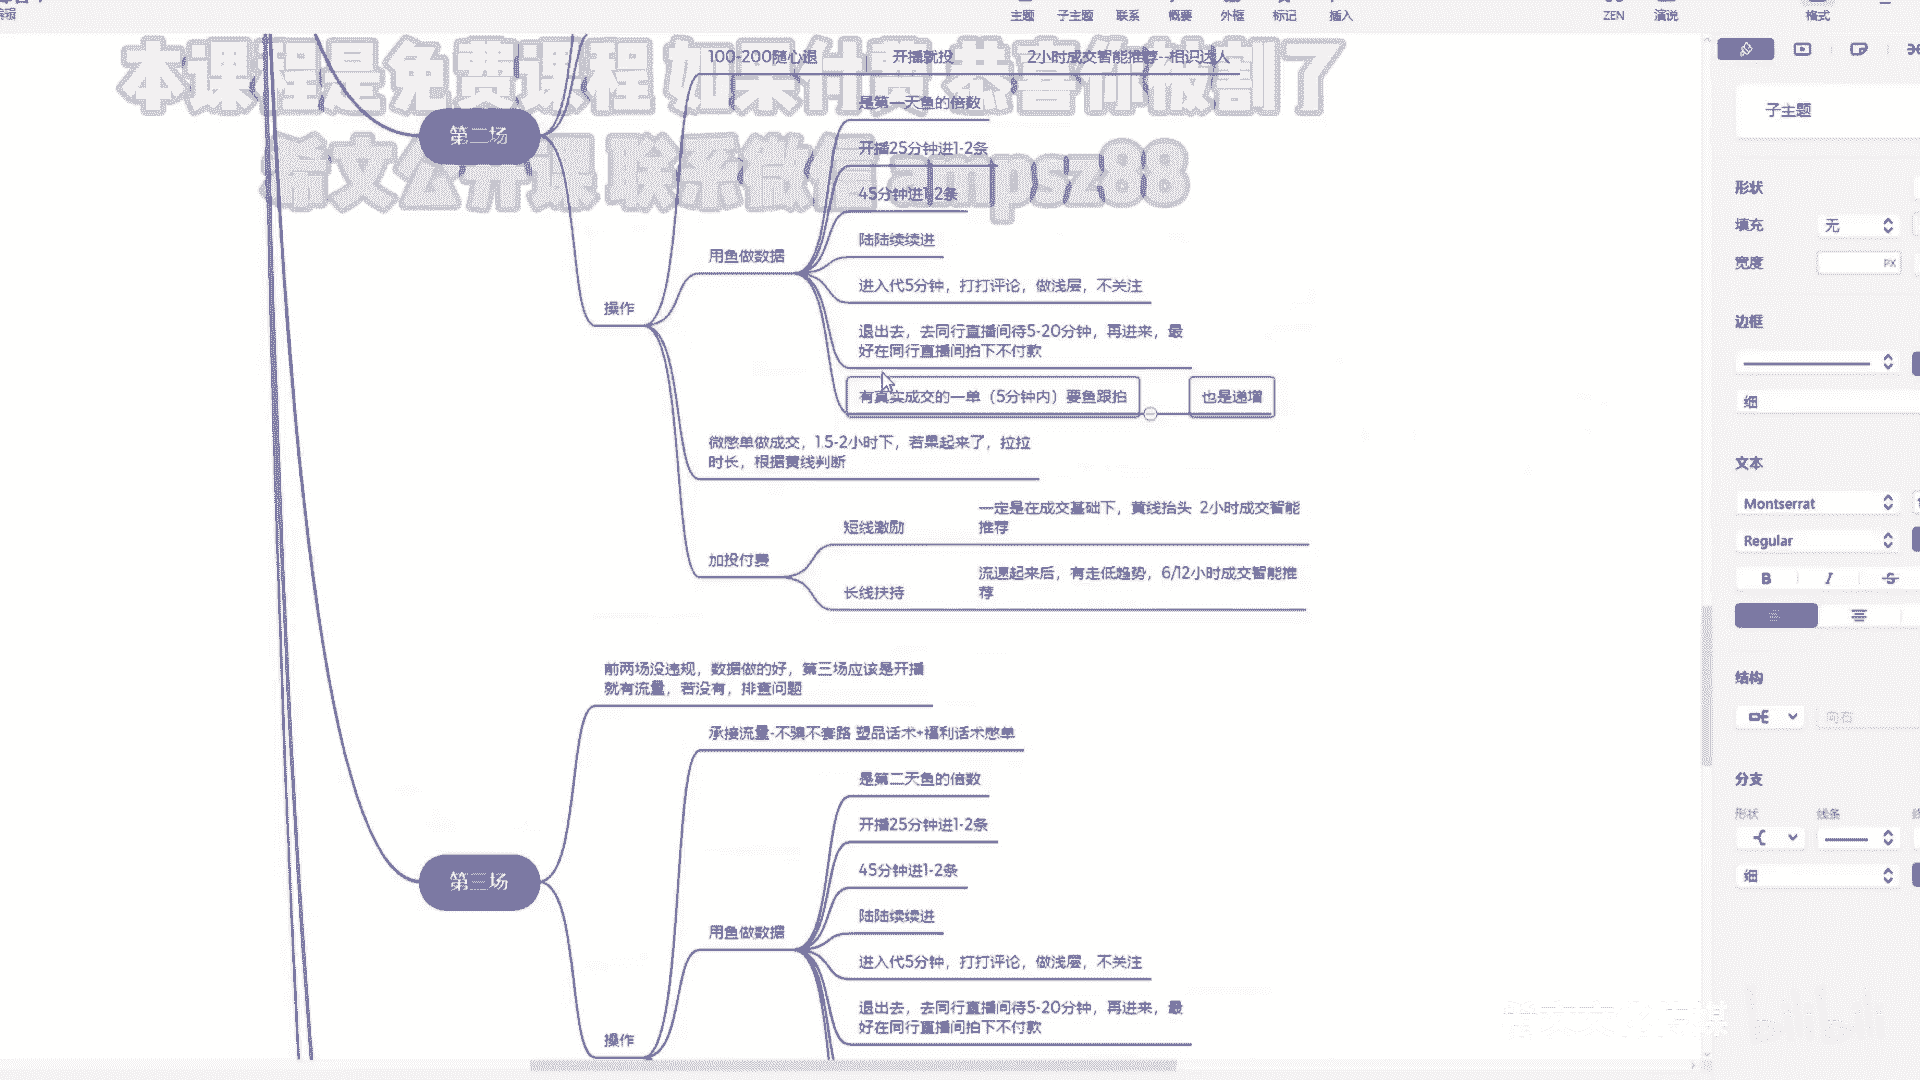 主题 子主题 联系 概要 外框 标记 插入 ZEN 演说 格式
本课程是免费课程 如果付费 恭喜你被割了
希文公开课 联系微信 ampsz88
第二场
100-200随心退 开播就投 2小时成交智能推荐--相识达人
是第一天鱼的倍数
开播25分钟进1-2条
45分钟进1-2条
陆陆续续进
用鱼做数据
进入代5分钟，打打评论，做浅层，不关注
操作
退出去，去同行直播间待5-20分钟，再进来，最
好在同行直播间拍下不付款
有真实成交的一单（5分钟内）要鱼跟拍
也是递增
微憋单做成交，1.5-2小时下，若果起来了，拉拉
时长，根据黄线判断
加投付费
短线激励
一定是在成交基础下，黄线抬头 2小时成交智能
推荐
长线扶持
流速起来后，有走低趋势，6/12小时成交智能推
荐
第三场
前两场没违规，数据做的好，第三场应该是开播
就有流量，若没有，排查问题
承接流量-不骗不套路 塑品话术+福利话术憋单
是第二天鱼的倍数
开播25分钟进1-2条
45分钟进1-2条
陆陆续续进
用鱼做数据
进入代5分钟，打打评论，做浅层，不关注
退出去，去同行直播间待5-20分钟，再进来，最
好在同行直播间拍下不付款
操作
子主题
形状
填充 无
宽度 PX
边框
细
文本
Montserrat
Regular
B I S
结构
向右
分支
形状 线条
细